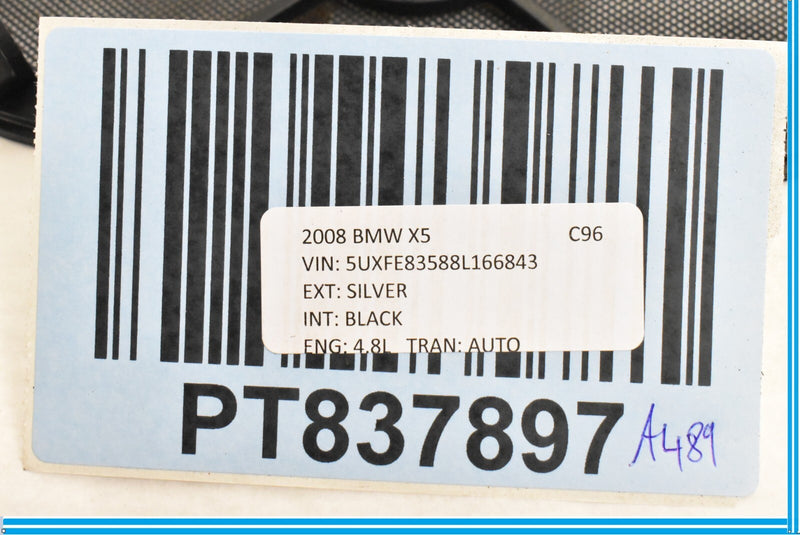 2008 BMW X5 C96
VIN: 5UXFE83588L166843
EXT: SILVER
INT: BLACK
ENG: 4.8L TRAN: AUTO
PT837897
A489